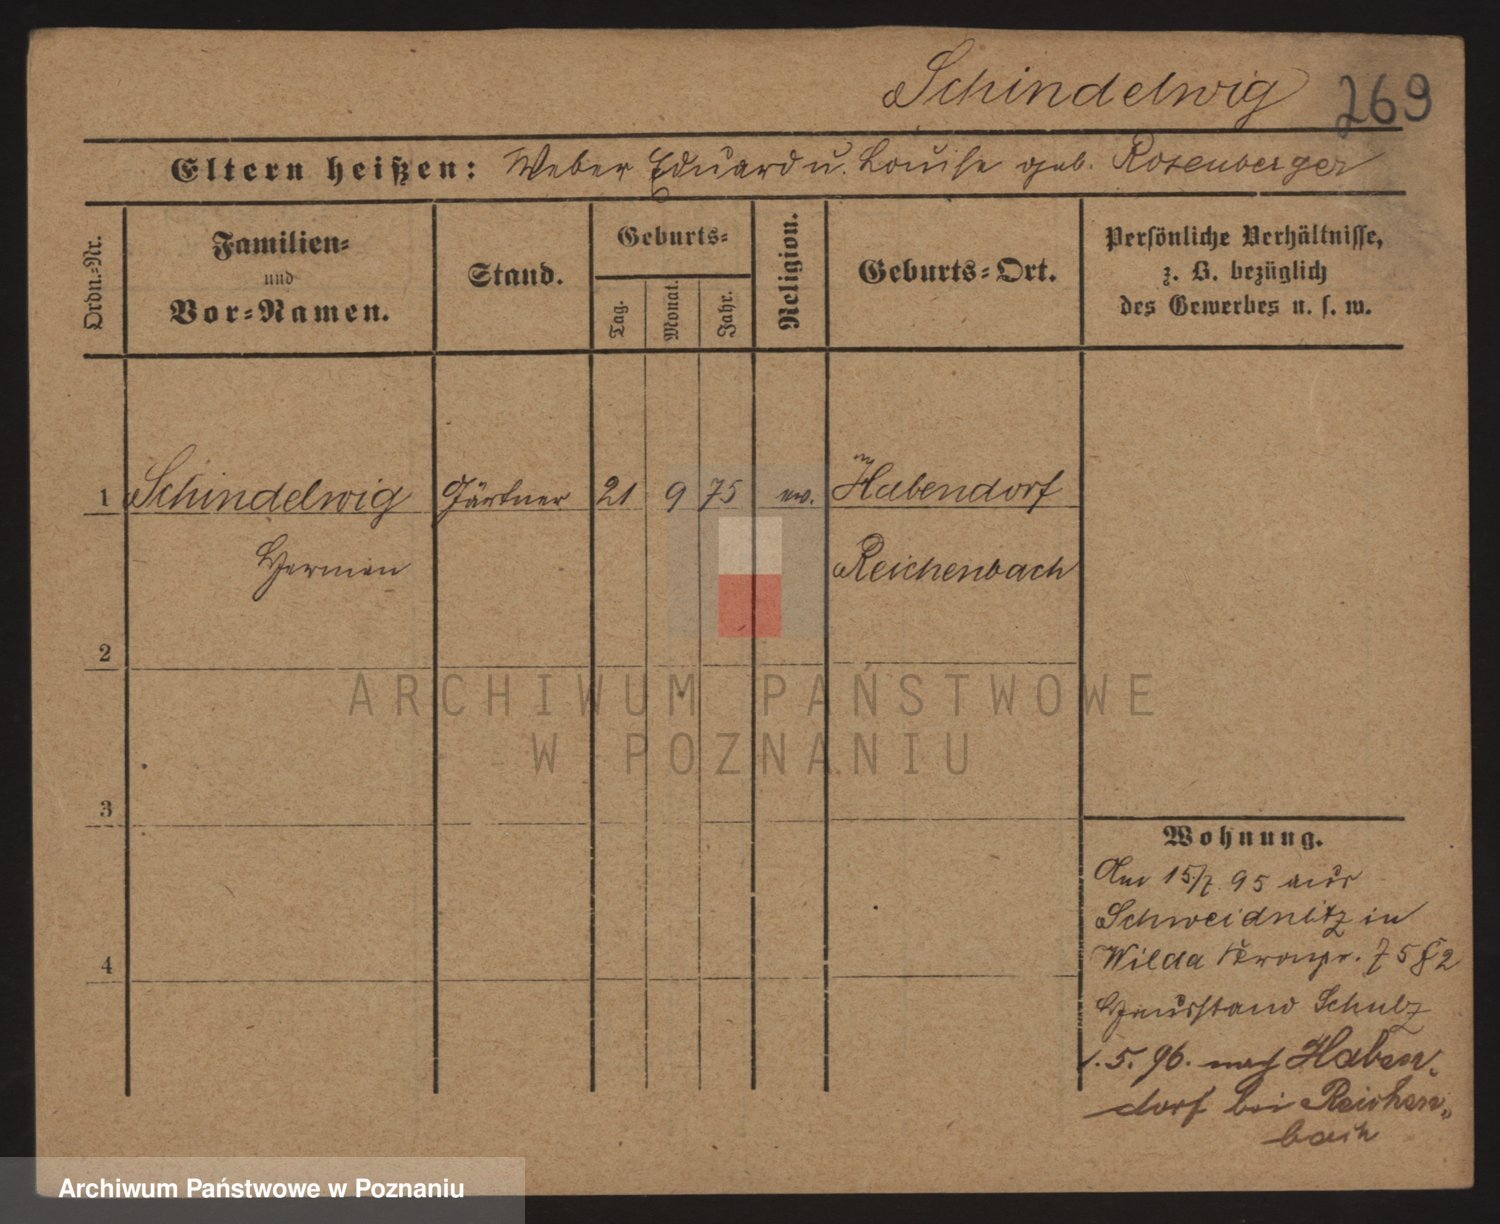 Schindelwig 269
Eltern heißen: Weber Eduard u. Louise geb. Rosenberger
Ordn.-Nr.
Familien-
und
Vor-Namen.
Stand.
Geburts-
Tag.
Monat.
Jahr.
Religion.
Geburts-Ort.
Persönliche Verhältnisse,
z. B. bezüglich
des Gewerbes u. s. w.
1 Schindelwig Gärtner 21 9 75 ev. Habendorf
Herman Reichenbach
2
3
4
ARCHIWUM PAŃSTWOWE
W POZNANIU
Wohnung.
Am 15/7. 95 aus
Schweidnitz in
Wilda Kronpr. 75
Schulz
1. 5. 96. nach Haben-
dorf bei Reichen-
bach
Archiwum Państwowe w Poznaniu